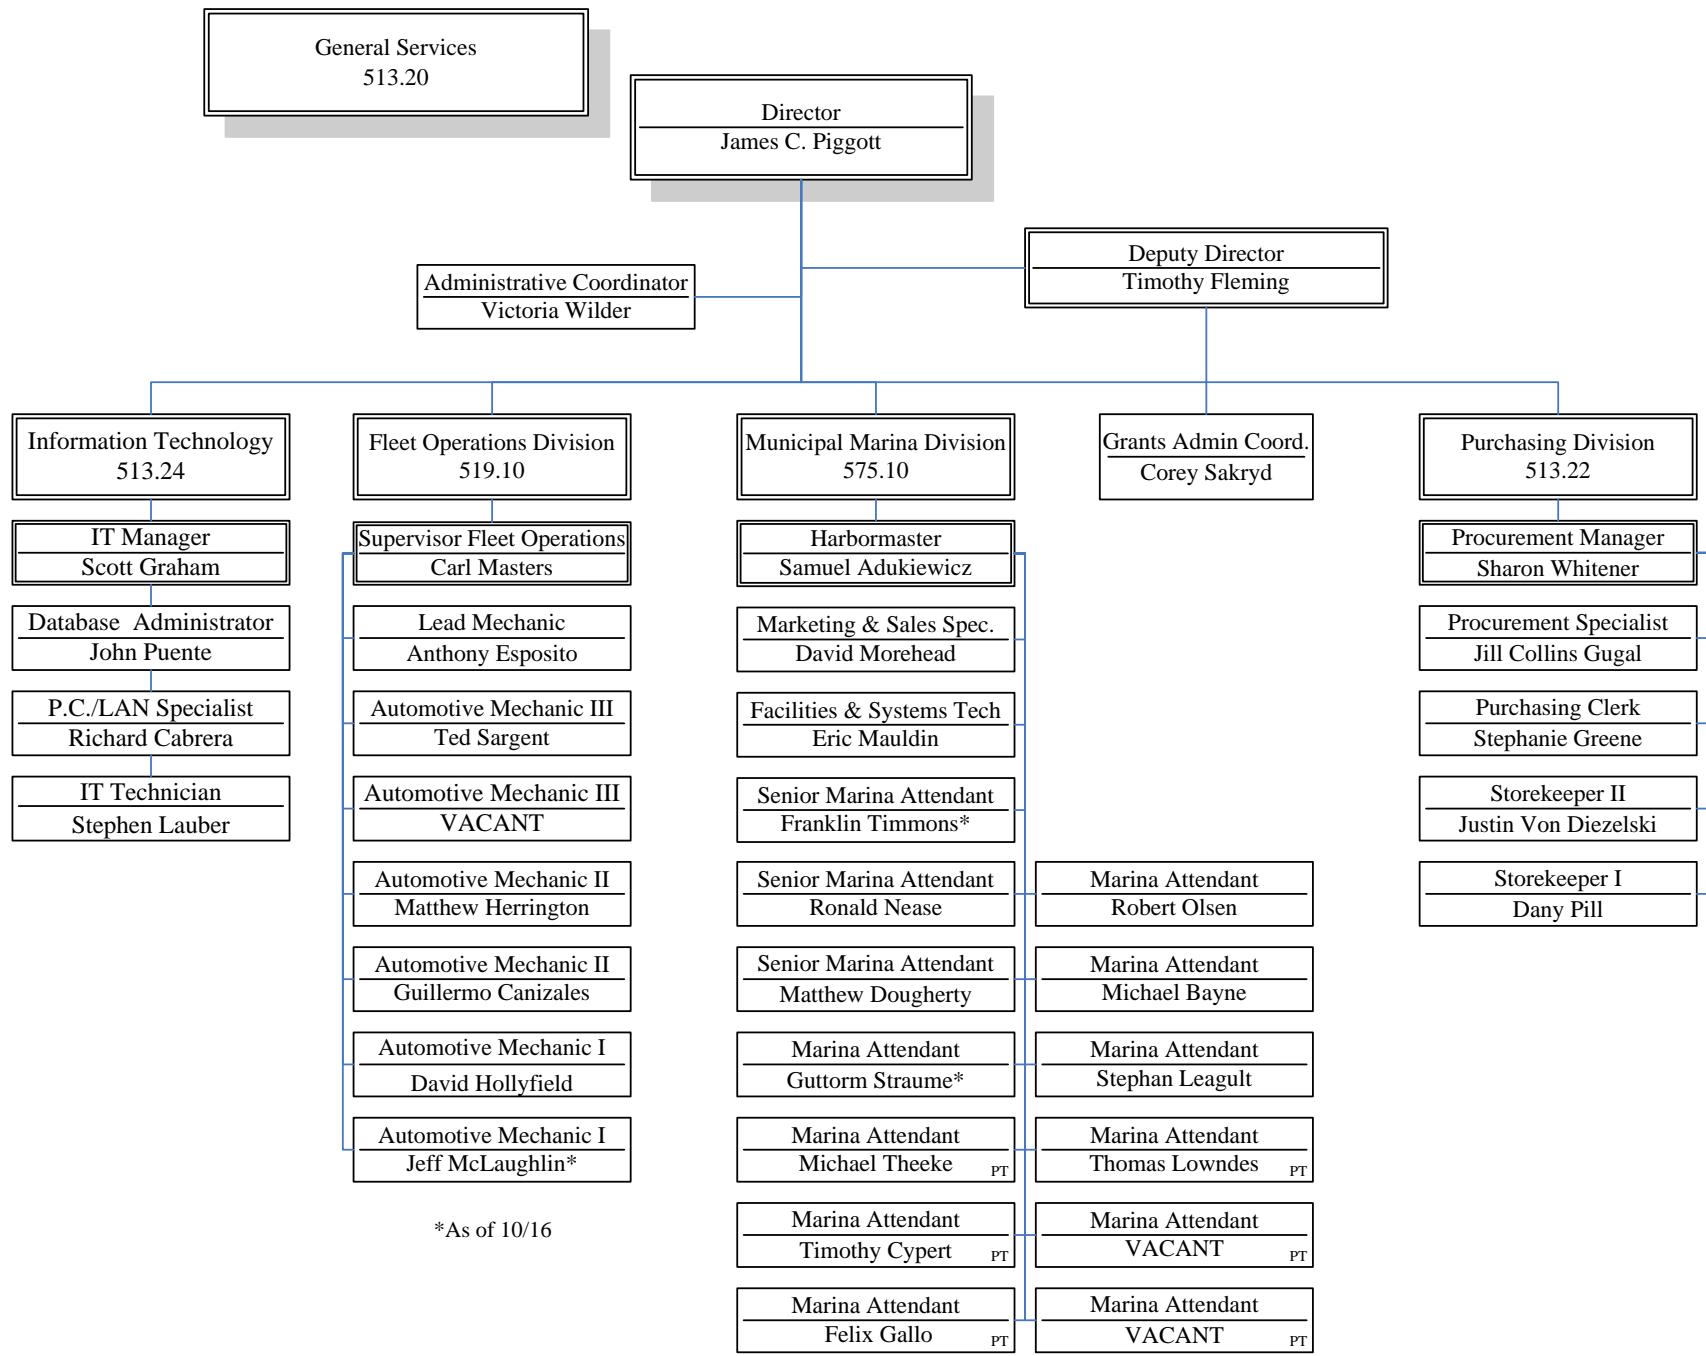 General Services
513.20
Director
James C. Piggott
Deputy Director
Timothy Fleming
Administrative Coordinator
Victoria Wilder
Information Technology
513.24
IT Manager
Scott Graham
Database  Administrator
John Puente
P.C./LAN Specialist
Richard Cabrera
IT Technician
Stephen Lauber
Fleet Operations Division
519.10
Supervisor Fleet Operations
Carl Masters
Lead Mechanic
Anthony Esposito
Automotive Mechanic III
Ted Sargent
Automotive Mechanic III
VACANT
Automotive Mechanic II
Matthew Herrington
Automotive Mechanic II
Guillermo Canizales
Automotive Mechanic I
David Hollyfield
Automotive Mechanic I
Jeff McLaughlin*
*As of 10/16
Municipal Marina Division
575.10
Harbormaster
Samuel Adukiewicz
Marketing & Sales Spec.
David Morehead
Facilities & Systems Tech
Eric Mauldin
Senior Marina Attendant
Franklin Timmons*
Senior Marina Attendant
Ronald Nease
Senior Marina Attendant
Matthew Dougherty
Marina Attendant
Guttorm Straume*
Marina Attendant
Michael Theeke PT
Marina Attendant
Timothy Cypert PT
Marina Attendant
Felix Gallo PT
Marina Attendant
Robert Olsen
Marina Attendant
Michael Bayne
Marina Attendant
Stephan Leagult
Marina Attendant
Thomas Lowndes PT
Marina Attendant
VACANT PT
Marina Attendant
VACANT PT
Grants Admin Coord.
Corey Sakryd
Purchasing Division
513.22
Procurement Manager
Sharon Whitener
Procurement Specialist
Jill Collins Gugal
Purchasing Clerk
Stephanie Greene
Storekeeper II
Justin Von Diezelski
Storekeeper I
Dany Pill